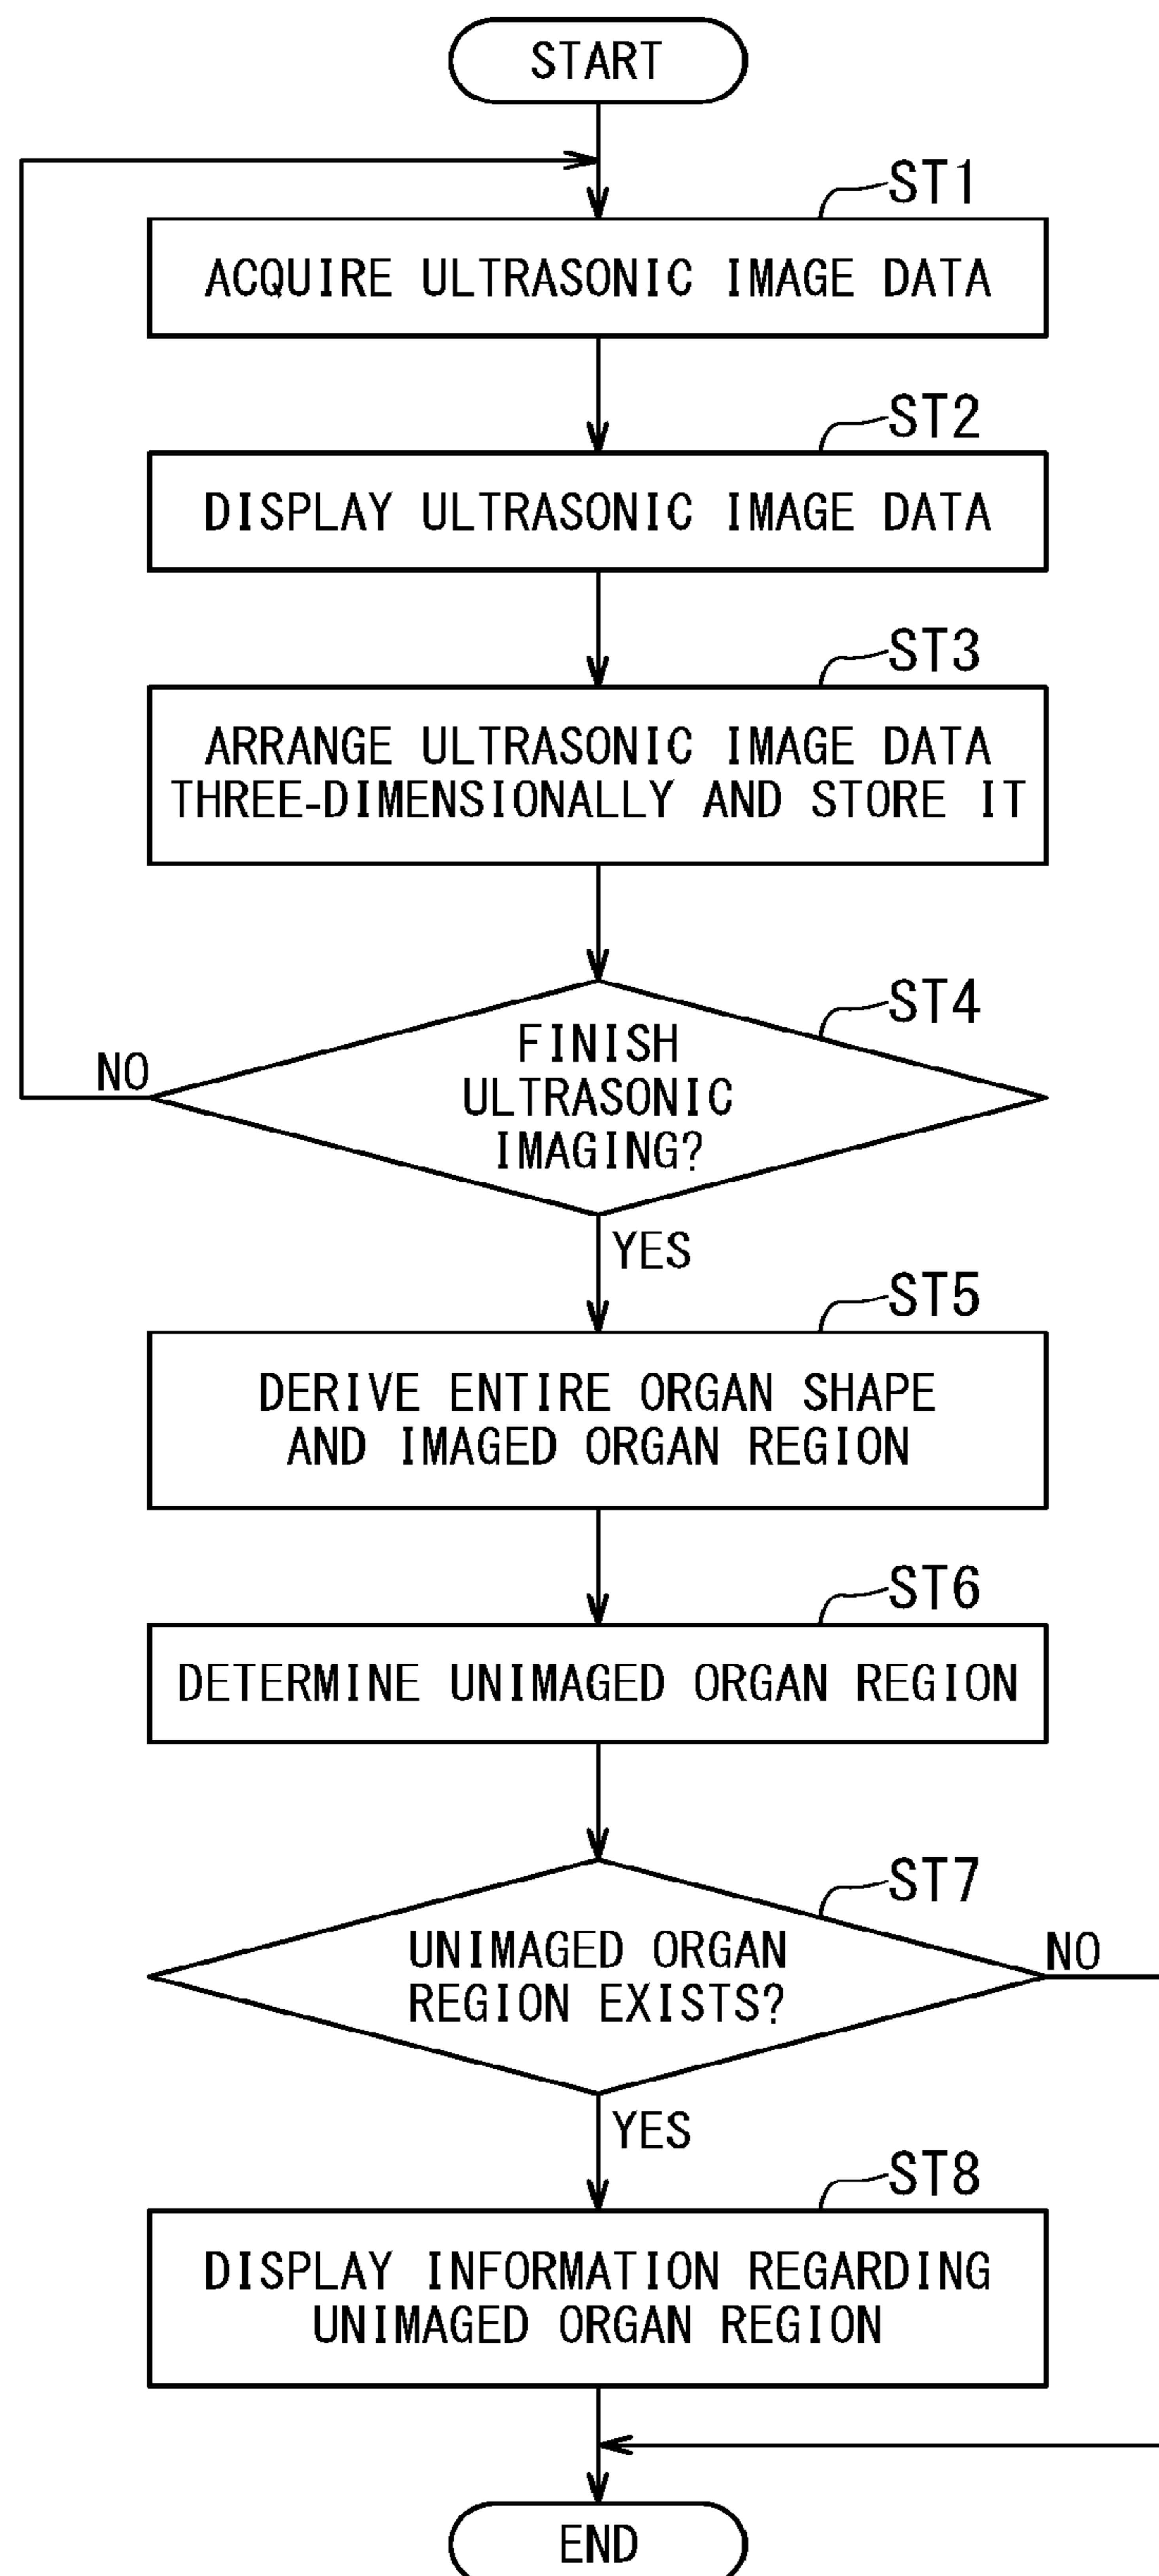 START
ST1
ACQUIRE ULTRASONIC IMAGE DATA
ST2
DISPLAY ULTRASONIC IMAGE DATA
ST3
ARRANGE ULTRASONIC IMAGE DATA
THREE-DIMENSIONALLY AND STORE IT
ST4
FINISH
ULTRASONIC
IMAGING?
NO
YES
ST5
DERIVE ENTIRE ORGAN SHAPE
AND IMAGED ORGAN REGION
ST6
DETERMINE UNIMAGED ORGAN REGION
ST7
UNIMAGED ORGAN
REGION EXISTS?
NO
YES
ST8
DISPLAY INFORMATION REGARDING
UNIMAGED ORGAN REGION
END